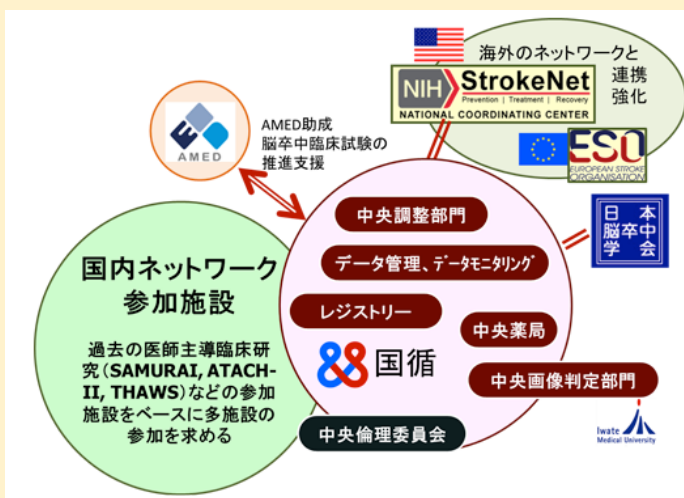 海外のネットワークと
連携
強化
NIH StrokeNet
Prevention | Treatment | Recovery
NATIONAL COORDINATING CENTER
ESO
EUROPEAN STROKE
ORGANISATION
AMED
AMED助成
脳卒中臨床試験の
推進支援
日本
脳卒中
学会
中央調整部門
データ管理、データモニタリング
レジストリー
中央薬局
国循
中央画像判定部門
中央倫理委員会
Iwate
Medical University
国内ネットワーク
参加施設
過去の医師主導臨床研
究(SAMURAI, ATACH-
II, THAWS)などの参加
施設をベースに多施設の
参加を求める